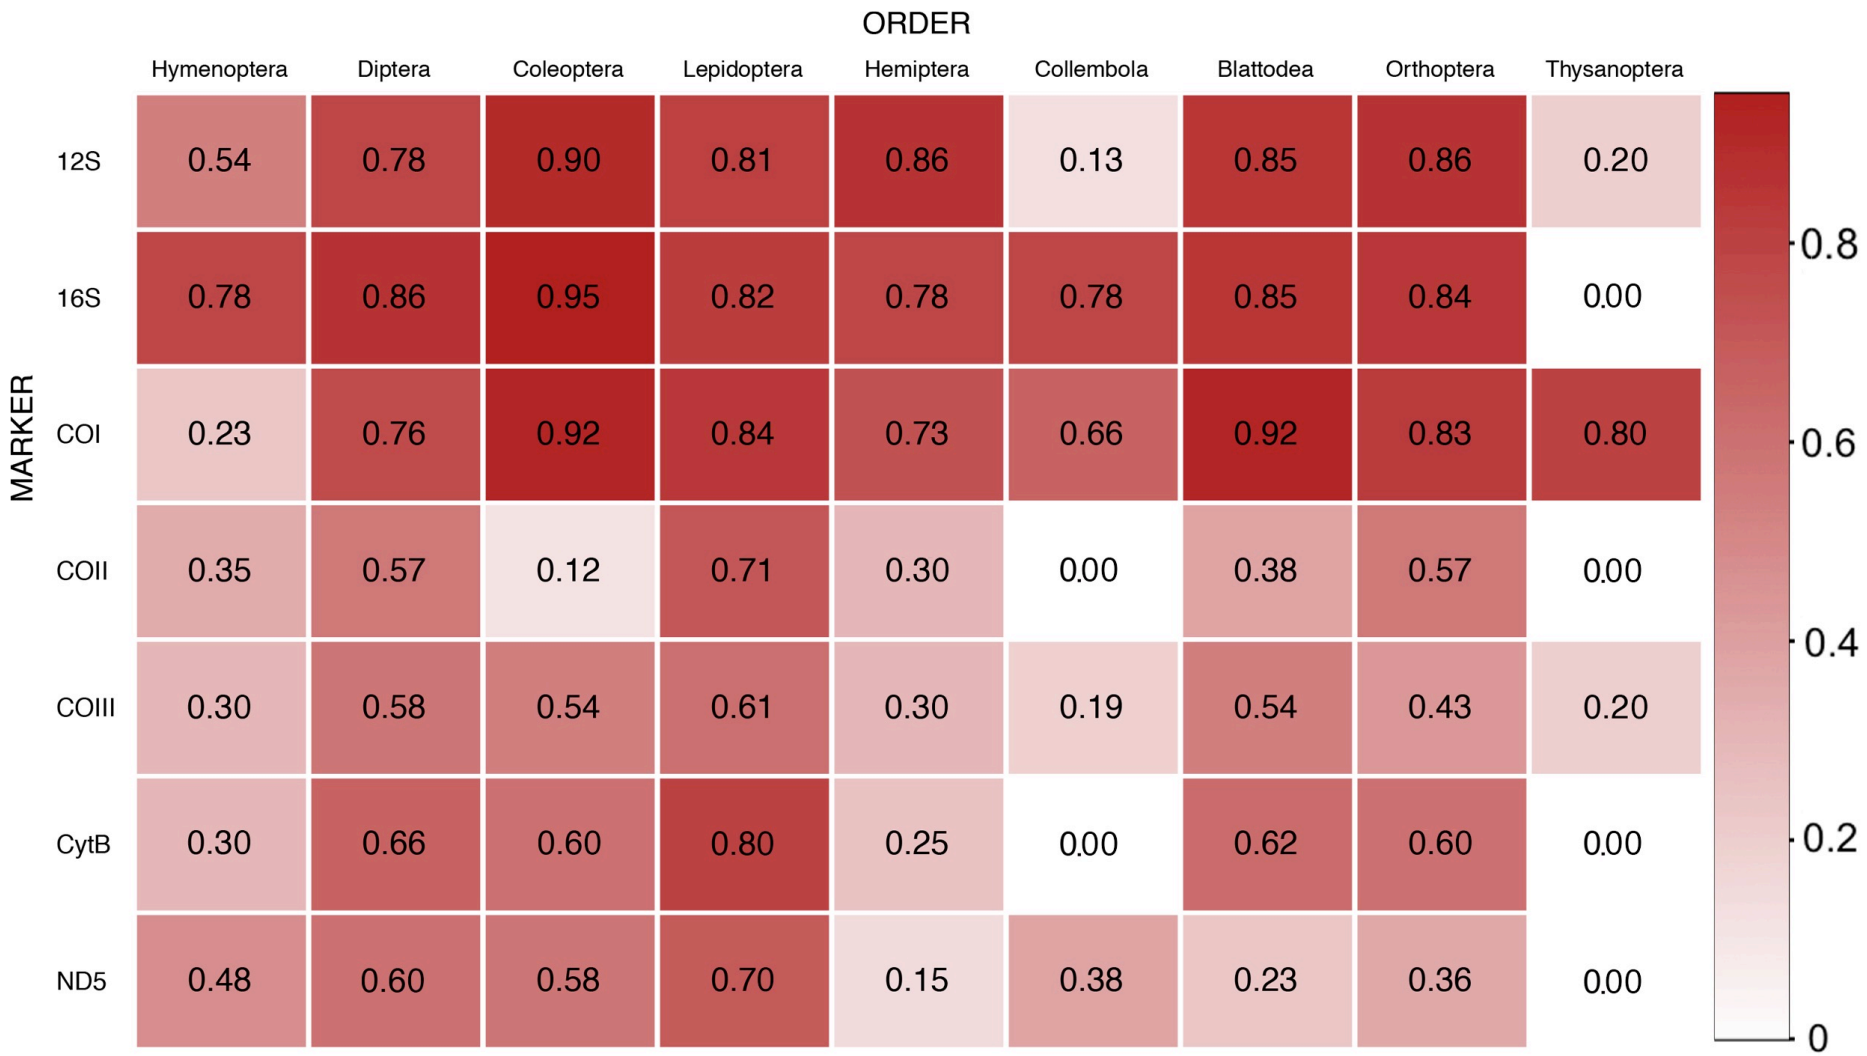 ORDER
Hymenoptera Diptera Coleoptera Lepidoptera Hemiptera Collembola Blattodea Orthoptera Thysanoptera
12S 0.54 0.78 0.90 0.81 0.86 0.13 0.85 0.86 0.20
0.8
16S 0.78 0.86 0.95 0.82 0.78 0.78 0.85 0.84 0.00
MARKER
COI 0.23 0.76 0.92 0.84 0.73 0.66 0.92 0.83 0.80
0.6
COII 0.35 0.57 0.12 0.71 0.30 0.00 0.38 0.57 0.00
0.4
COIII 0.30 0.58 0.54 0.61 0.30 0.19 0.54 0.43 0.20
CytB 0.30 0.66 0.60 0.80 0.25 0.00 0.62 0.60 0.00
0.2
ND5 0.48 0.60 0.58 0.70 0.15 0.38 0.23 0.36 0.00
0